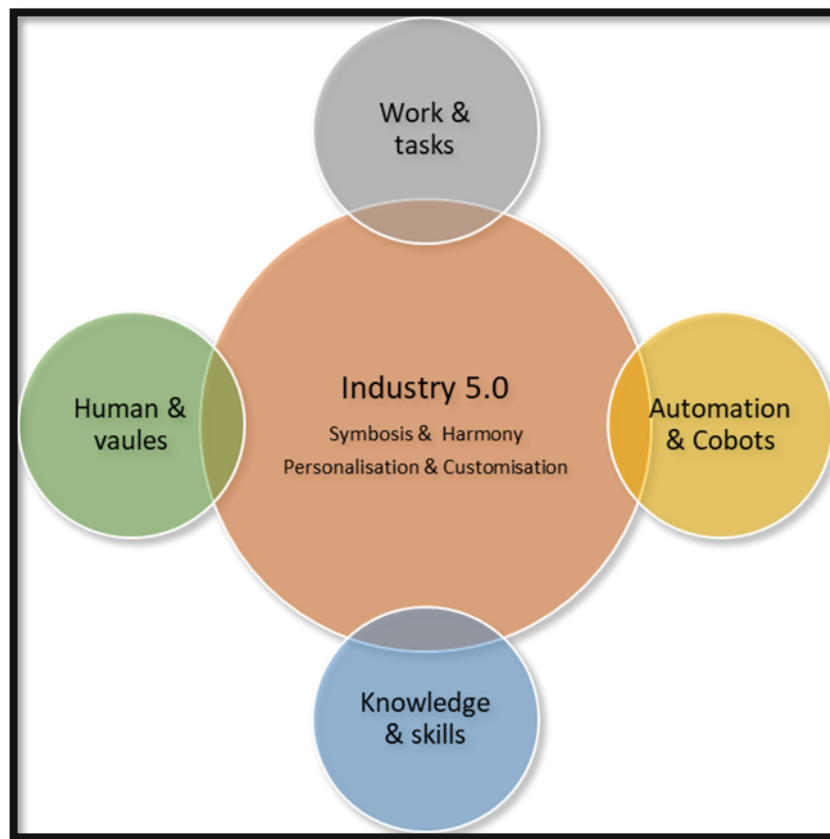 Work &
tasks
Human &
vaules
Industry 5.0
Symbosis & Harmony
Personalisation & Customisation
Automation
& Cobots
Knowledge
& skills